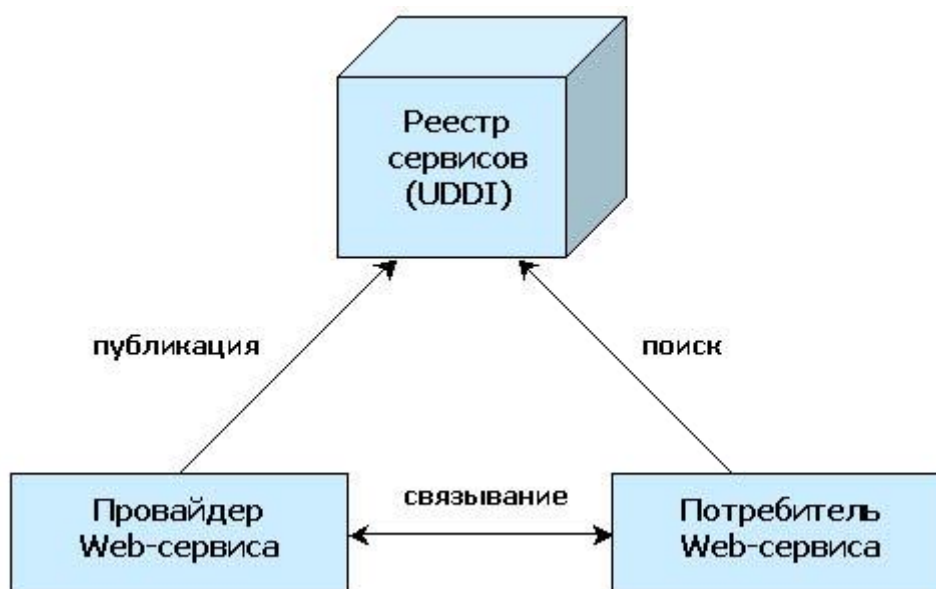 Реестр
сервисов
(UDDI)
публикация
поиск
связывание
Провайдер
Web-сервиса
Потребитель
Web-сервиса